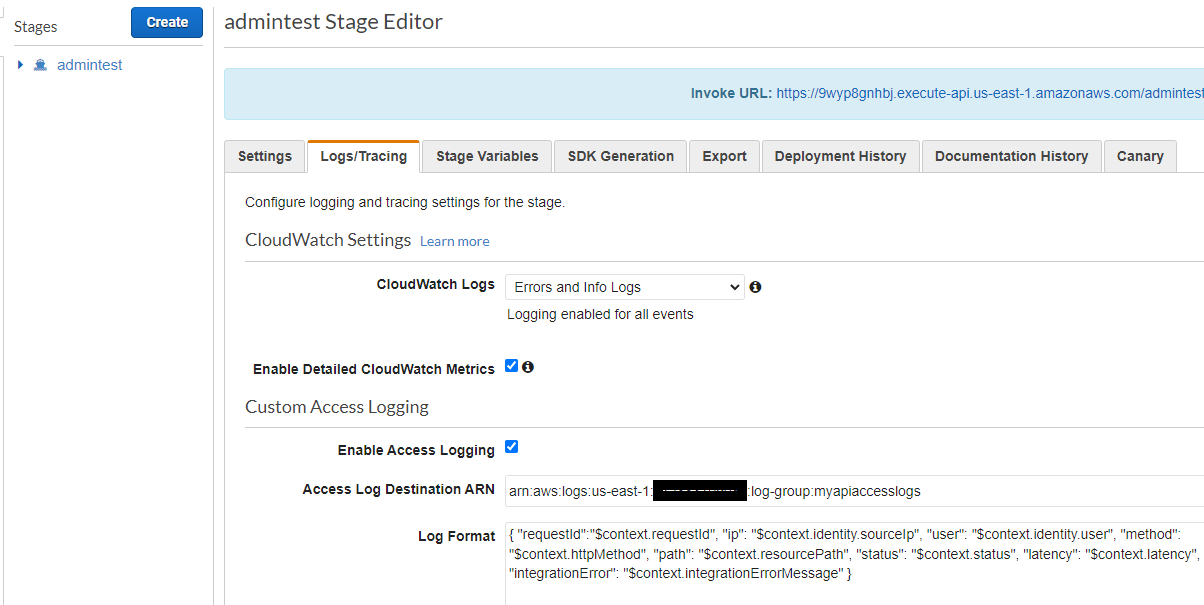 Stages
Create
admintest
admintest Stage Editor
Invoke URL: https://9wyp8gnhbj.execute-api.us-east-1.amazonaws.com/admintest
Settings
Logs/Tracing
Stage Variables
SDK Generation
Export
Deployment History
Documentation History
Canary
Configure logging and tracing settings for the stage.
CloudWatch Settings Learn more
CloudWatch Logs Errors and Info Logs
Logging enabled for all events
Enable Detailed CloudWatch Metrics
Custom Access Logging
Enable Access Logging
Access Log Destination ARN arn:aws:logs:us-east-1: :log-group:myapiaccesslogs
Log Format { "requestId":"$context.requestId", "ip": "$context.identity.sourceIp", "user": "$context.identity.user", "method":
"$context.httpMethod", "path": "$context.resourcePath", "status": "$context.status", "latency": "$context.latency",
"integrationError": "$context.integrationErrorMessage" }